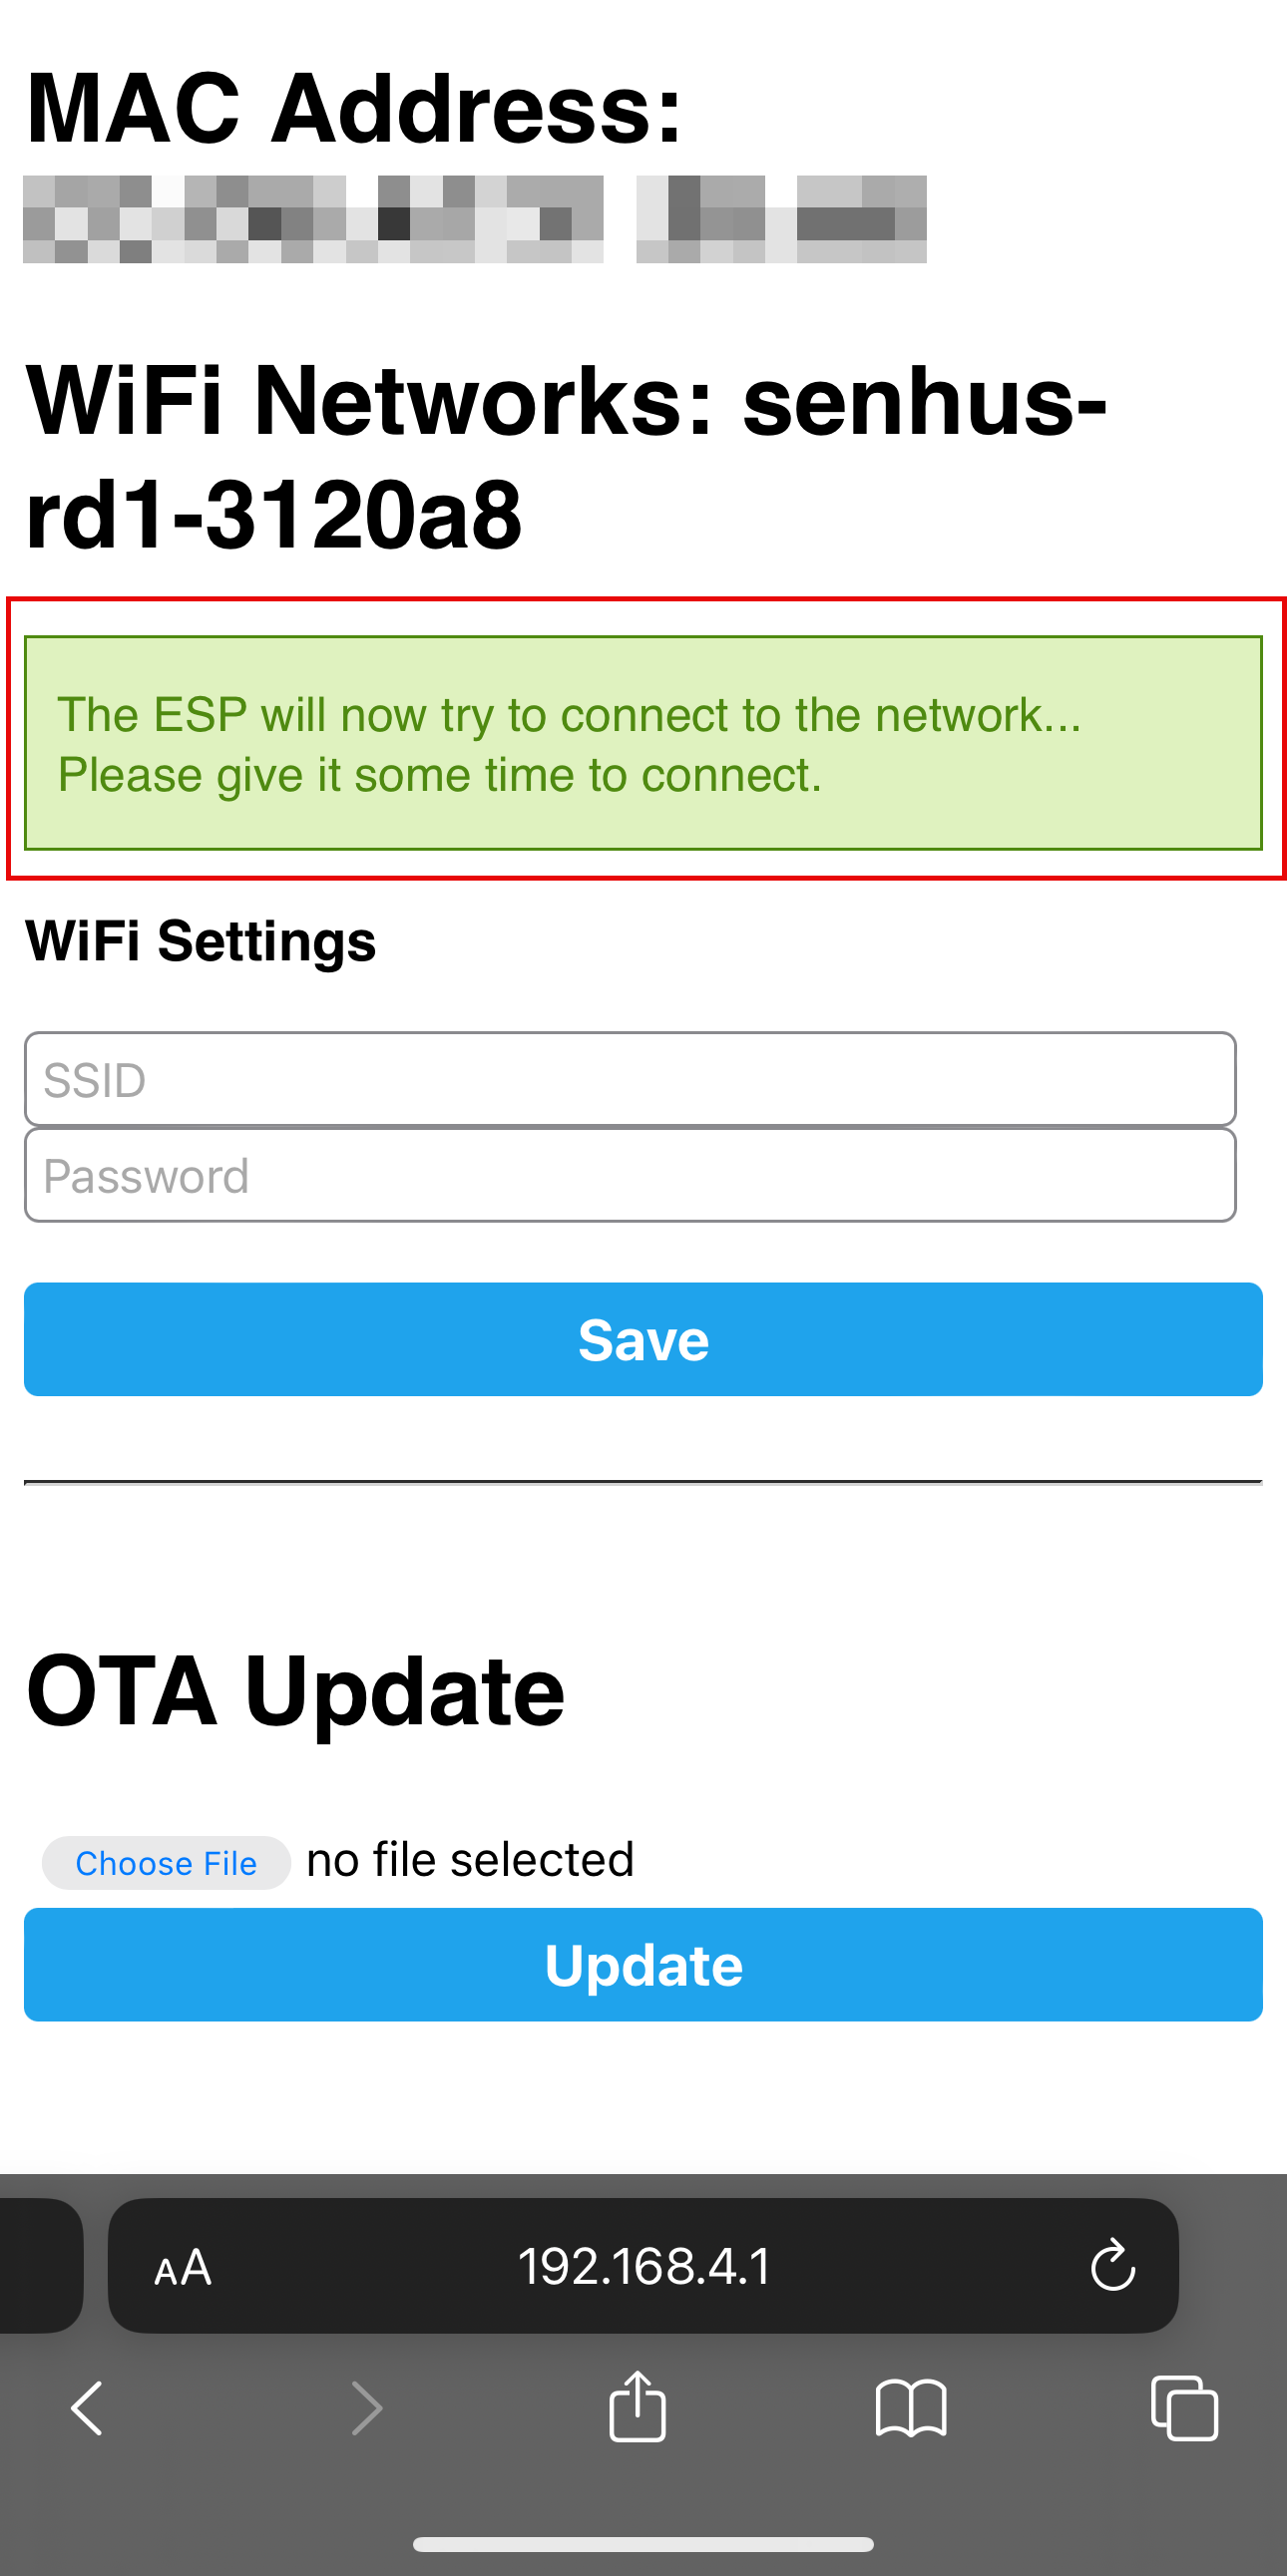 MAC Address:
WiFi Networks: senhus-
rd1-3120a8
The ESP will now try to connect to the network...
Please give it some time to connect.
WiFi Settings
SSID
Password
Save
OTA Update
Choose File no file selected
Update
AA 192.168.4.1